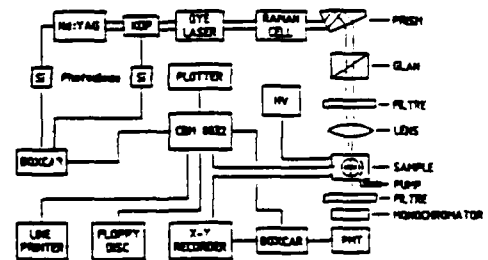 Nd:YAG
KDP
DYE
LASER
RAMAN
CELL
PRISM
S
Photodiodes
S
PLOTTER
GLAN
HV
FILTRE
CBM 8032
LENS
BOXCAR
SAMPLE
PUMP
FILTRE
MONOCHROMATOR
LINE
PRINTER
FLOPPY
DISC
X-Y
RECORDER
BOXCAR
PMT